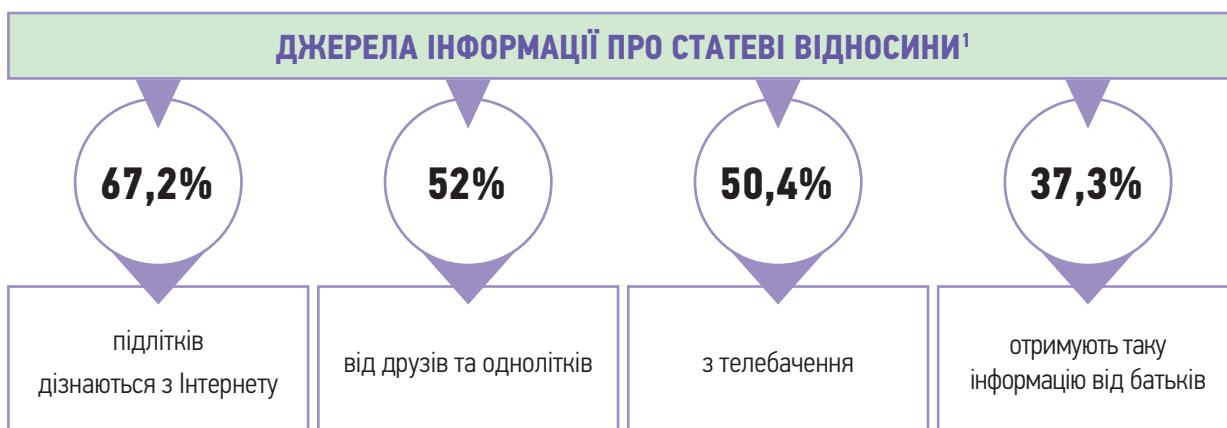 ДЖЕРЕЛА ІНФОРМАЦІЇ ПРО СТАТЕВІ ВІДНОСИНИ¹
67,2%
52%
50,4%
37,3%
підлітків
дізнаються з Інтернету
від друзів та однолітків
з телебачення
отримують таку
інформацію від батьків